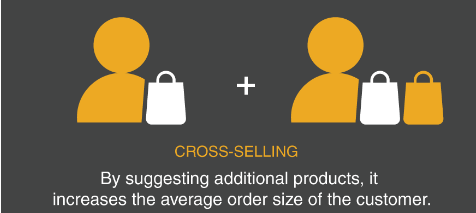 +
CROSS-SELLING
By suggesting additional products, it
increases the average order size of the customer.